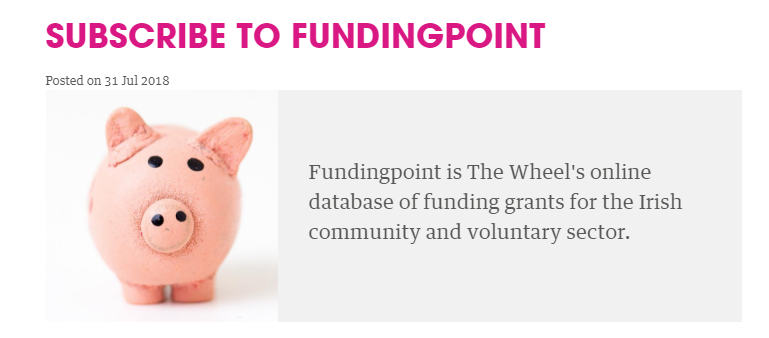 SUBSCRIBE TO FUNDINGPOINT
Posted on 31 Jul 2018
Fundingpoint is The Wheel's online
database of funding grants for the Irish
community and voluntary sector.